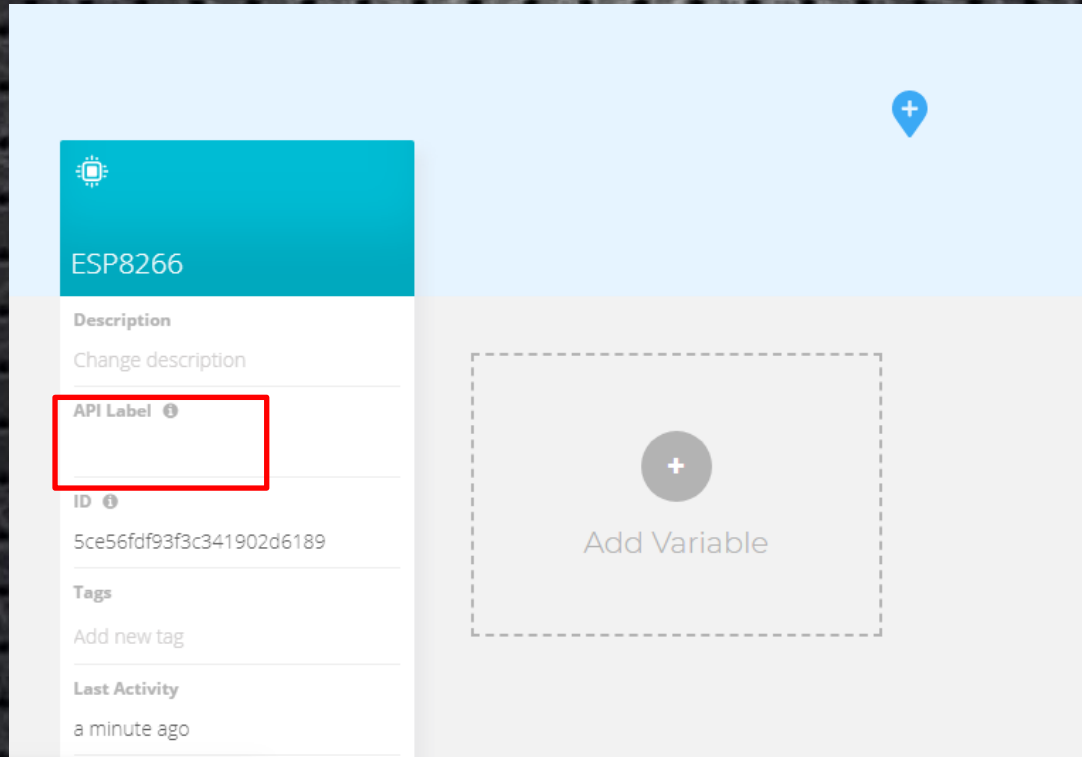 ESP8266
Description
Change description
API Label
ID
5ce56fdf93f3c341902d6189
Tags
Add new tag
Last Activity
a minute ago
Add Variable